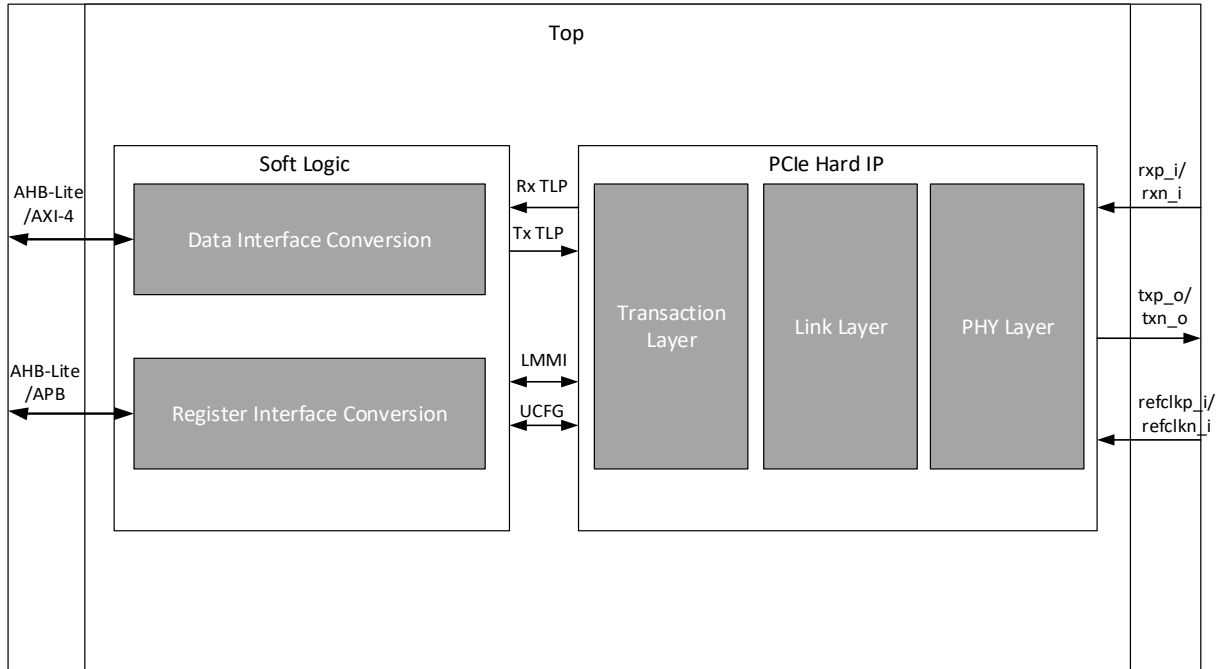 Top
Soft Logic
PCIe Hard IP
AHB-Lite
/AXI-4
Data Interface Conversion
Rx TLP
Tx TLP
rxp_i/
rxn_i
Transaction
Layer
Link Layer
PHY Layer
txp_o/
txn_o
AHB-Lite
/APB
Register Interface Conversion
LMMI
UCFG
refclkp_i/
refclkn_i